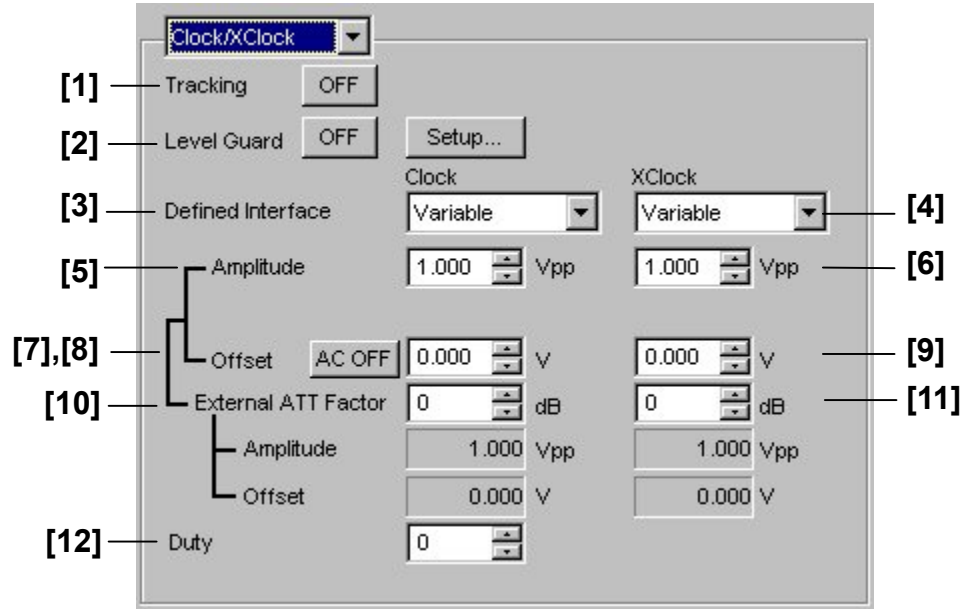 Clock/XClock
[1] Tracking OFF
[2] Level Guard OFF Setup...
Clock XClock
[3] Defined Interface Variable Variable [4]
[5] Amplitude 1.000 Vpp 1.000 Vpp [6]
[7],[8] Offset AC OFF 0.000 V 0.000 V [9]
[10] External ATT Factor 0 dB 0 dB [11]
Amplitude 1.000 Vpp 1.000 Vpp
Offset 0.000 V 0.000 V
[12] Duty 0